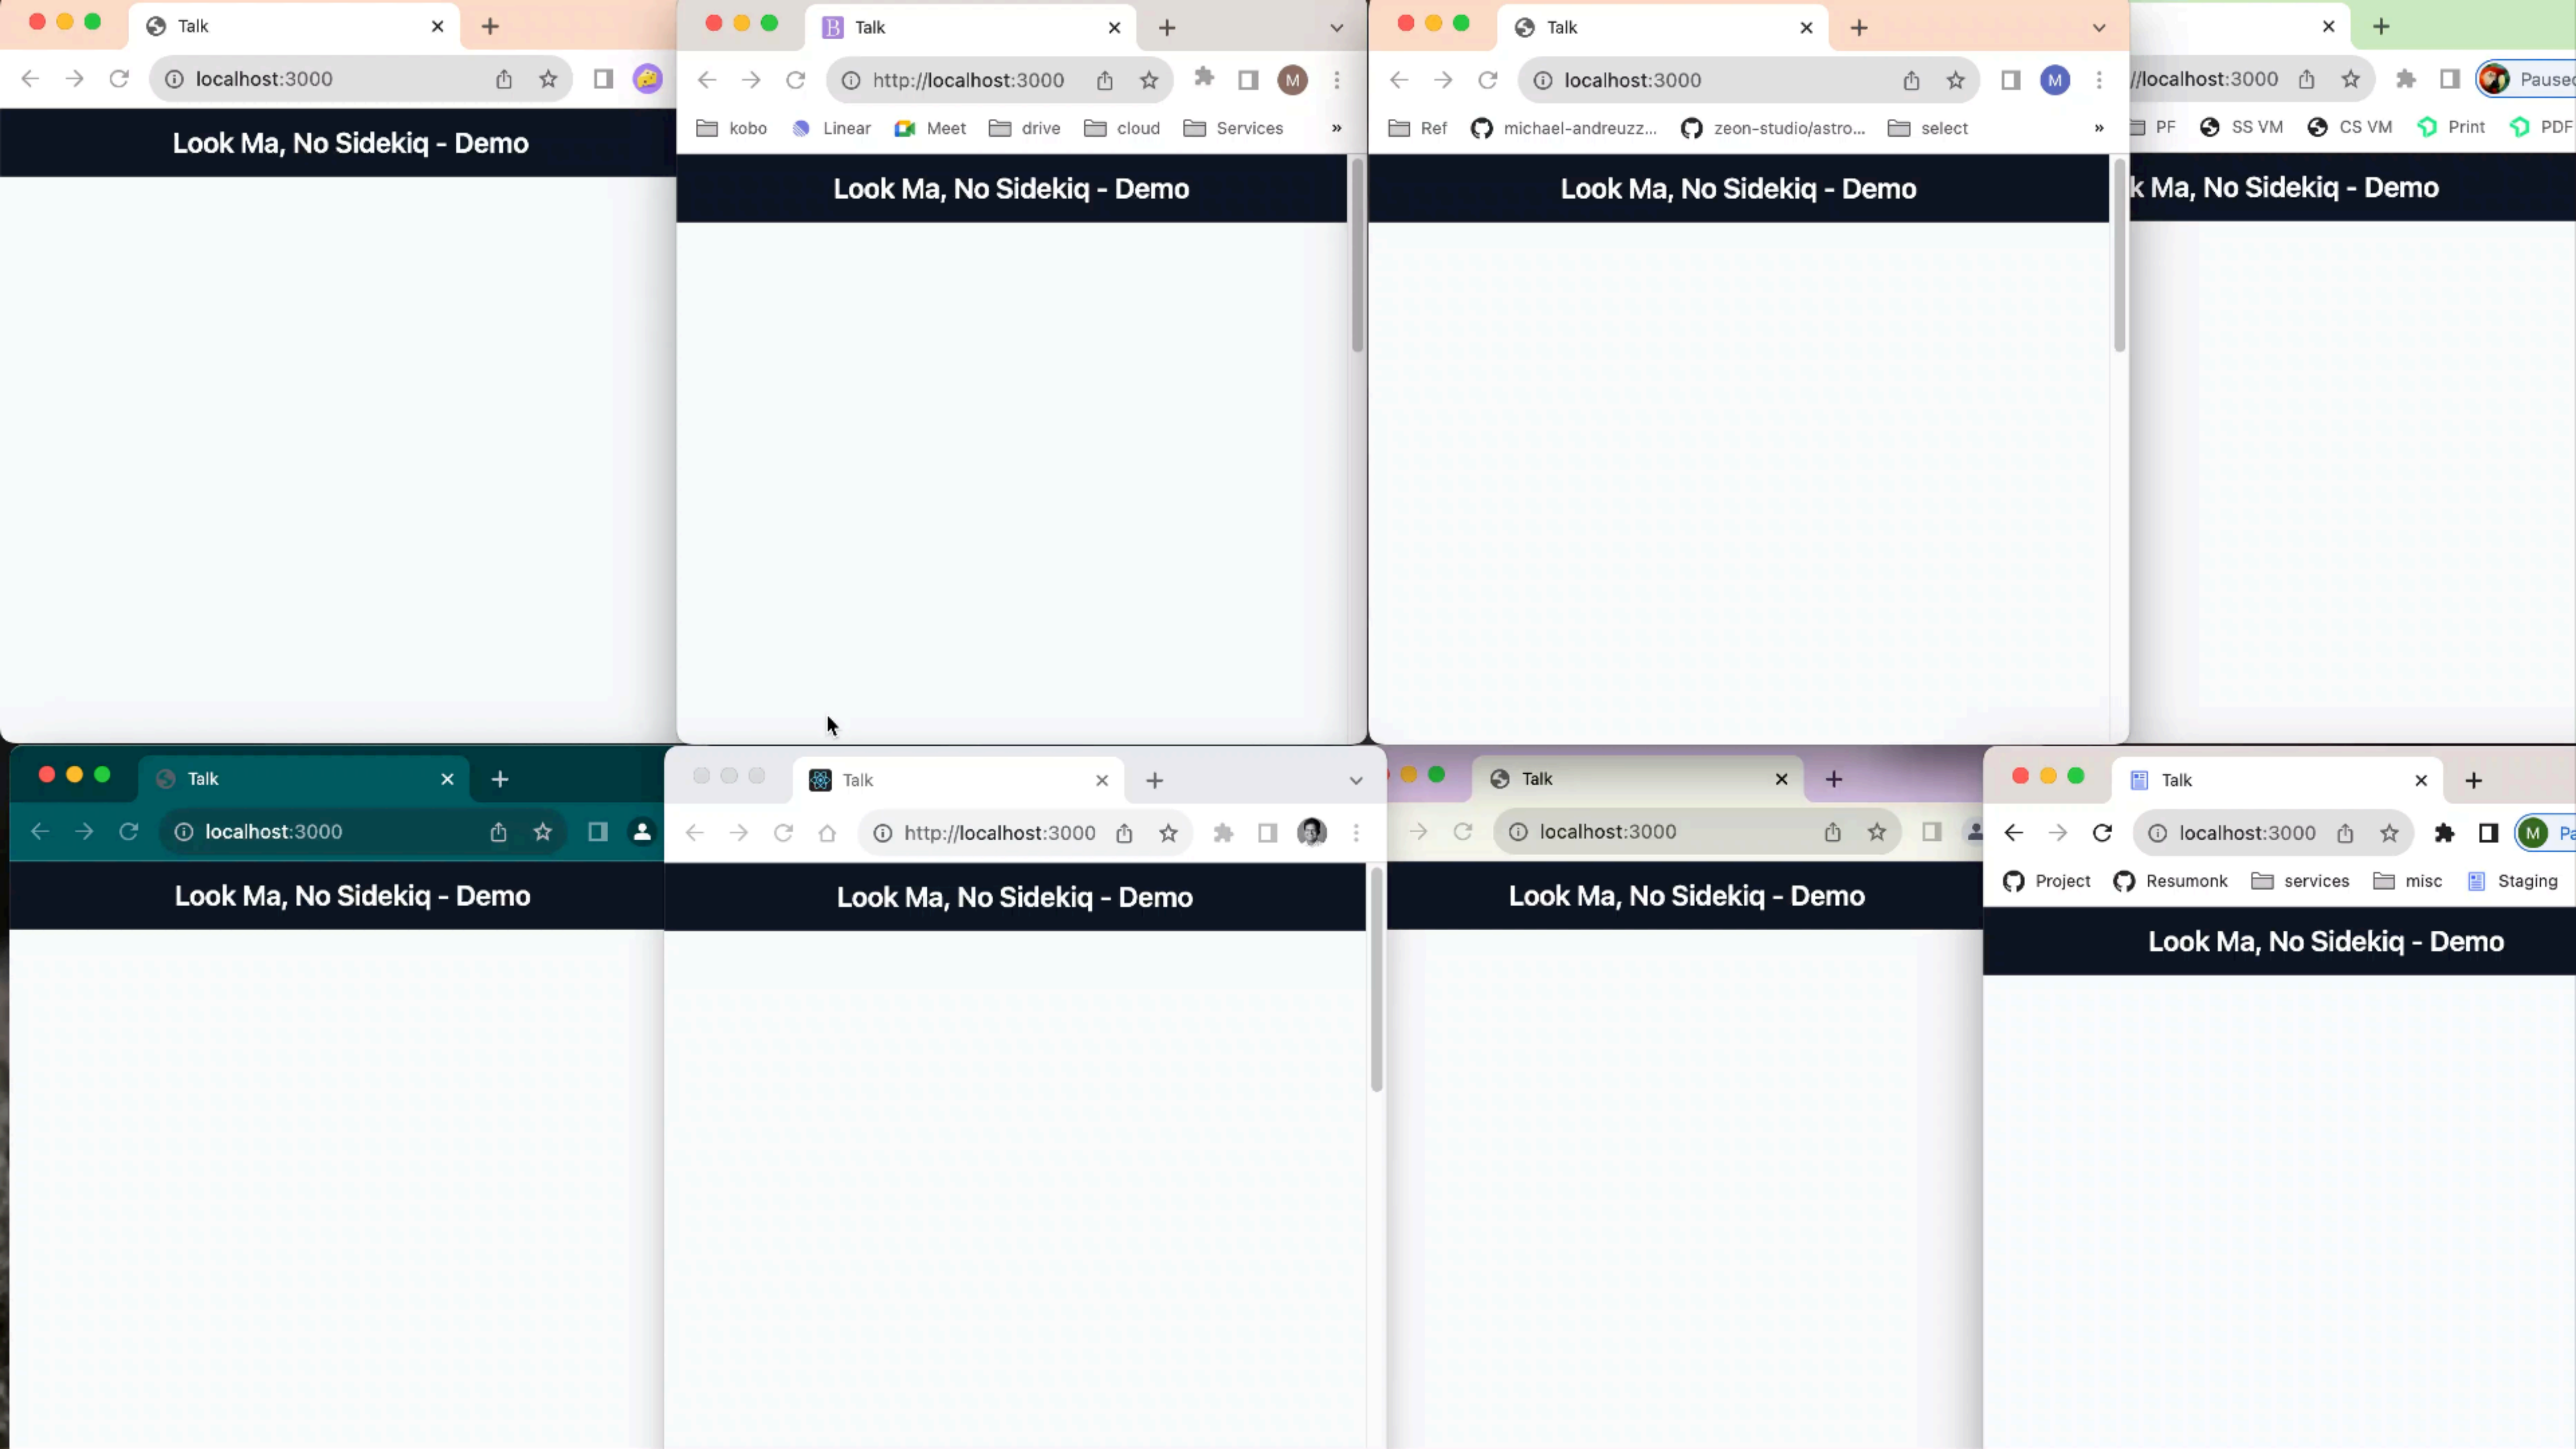 Talk
localhost:3000
Look Ma, No Sidekiq - Demo
B Talk
http://localhost:3000 M
kobo Linear Meet drive cloud Services »
Look Ma, No Sidekiq - Demo
Talk
localhost:3000 M
Ref michael-andreuzz... zeon-studio/astro... select »
Look Ma, No Sidekiq - Demo
//localhost:3000 Paused
PF SS VM CS VM Print PDF
k Ma, No Sidekiq - Demo
Talk
localhost:3000
Look Ma, No Sidekiq - Demo
Talk
http://localhost:3000
Look Ma, No Sidekiq - Demo
Talk
localhost:3000
Look Ma, No Sidekiq - Demo
Talk
localhost:3000 M Pa
Project Resumonk services misc Staging
Look Ma, No Sidekiq - Demo